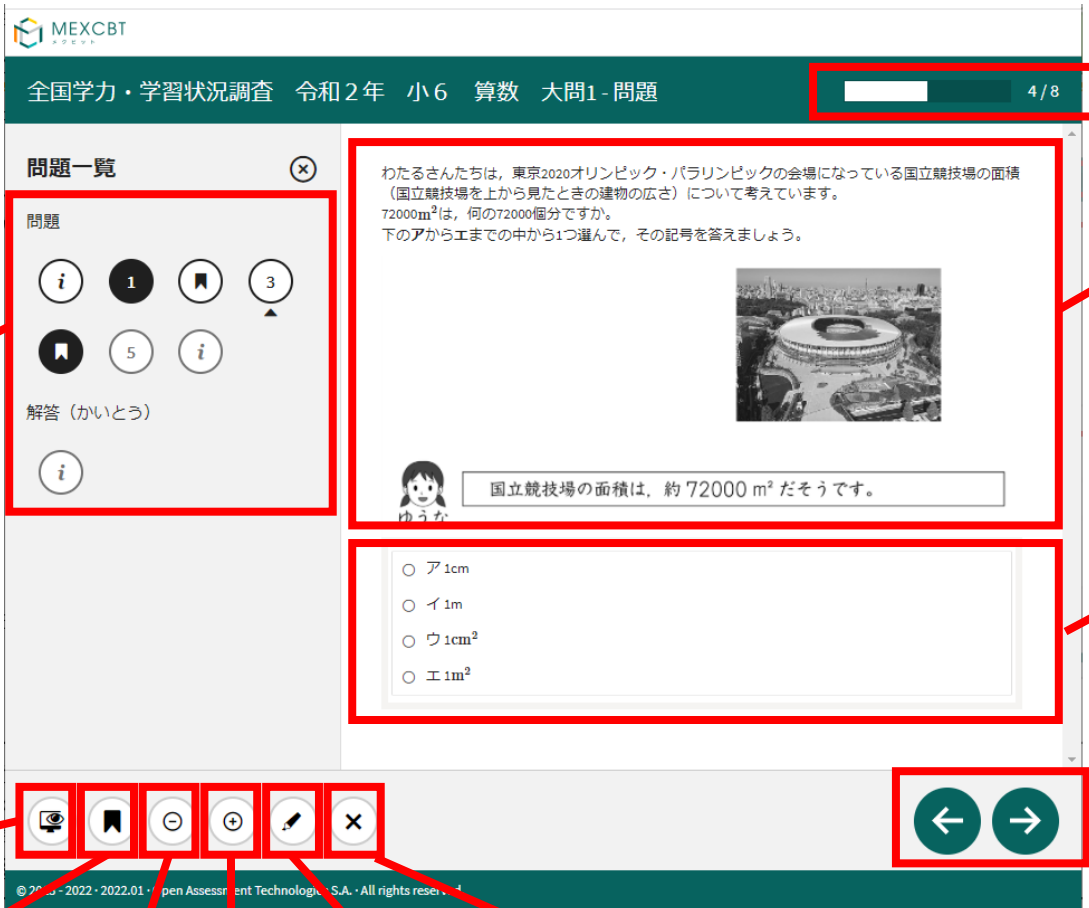 MEXCBT
メクビット
全国学力・学習状況調査 令和２年 小６ 算数 大問1 - 問題
4 / 8
問題一覧
問題
i
1
3
5
i
解答（かいとう）
i
わたるさんたちは，東京2020オリンピック・パラリンピックの会場になっている国立競技場の面積
（国立競技場を上から見たときの建物の広さ）について考えています。
72000m²は，何の72000個分ですか。
下のアからエまでの中から1つ選んで，その記号を答えましょう。
国立競技場の面積は，約 72000 m² だそうです。
ゆうな
ア 1cm
イ 1m
ウ 1cm²
エ 1m²
- 2022 · 2022.01 · Open Assessment Technologies S.A. · All rights reserved.